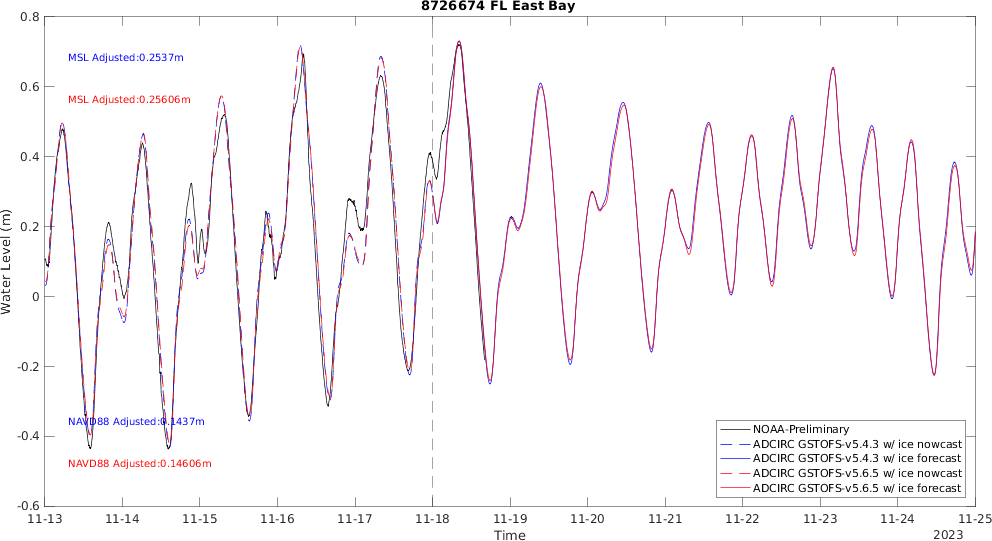 8726674 FL East Bay
0.8
0.6
0.4
0.2
0
-0.2
-0.4
-0.6
Water Level (m)
MSL Adjusted:0.2537m
MSL Adjusted:0.25606m
NAVD88 Adjusted:0.1437m
NAVD88 Adjusted:0.14606m
NOAA-Preliminary
ADCIRC GSTOFS-v5.4.3 w/ ice nowcast
ADCIRC GSTOFS-v5.4.3 w/ ice forecast
ADCIRC GSTOFS-v5.6.5 w/ ice nowcast
ADCIRC GSTOFS-v5.6.5 w/ ice forecast
11-13 11-14 11-15 11-16 11-17 11-18 11-19 11-20 11-21 11-22 11-23 11-24 11-25
Time
2023